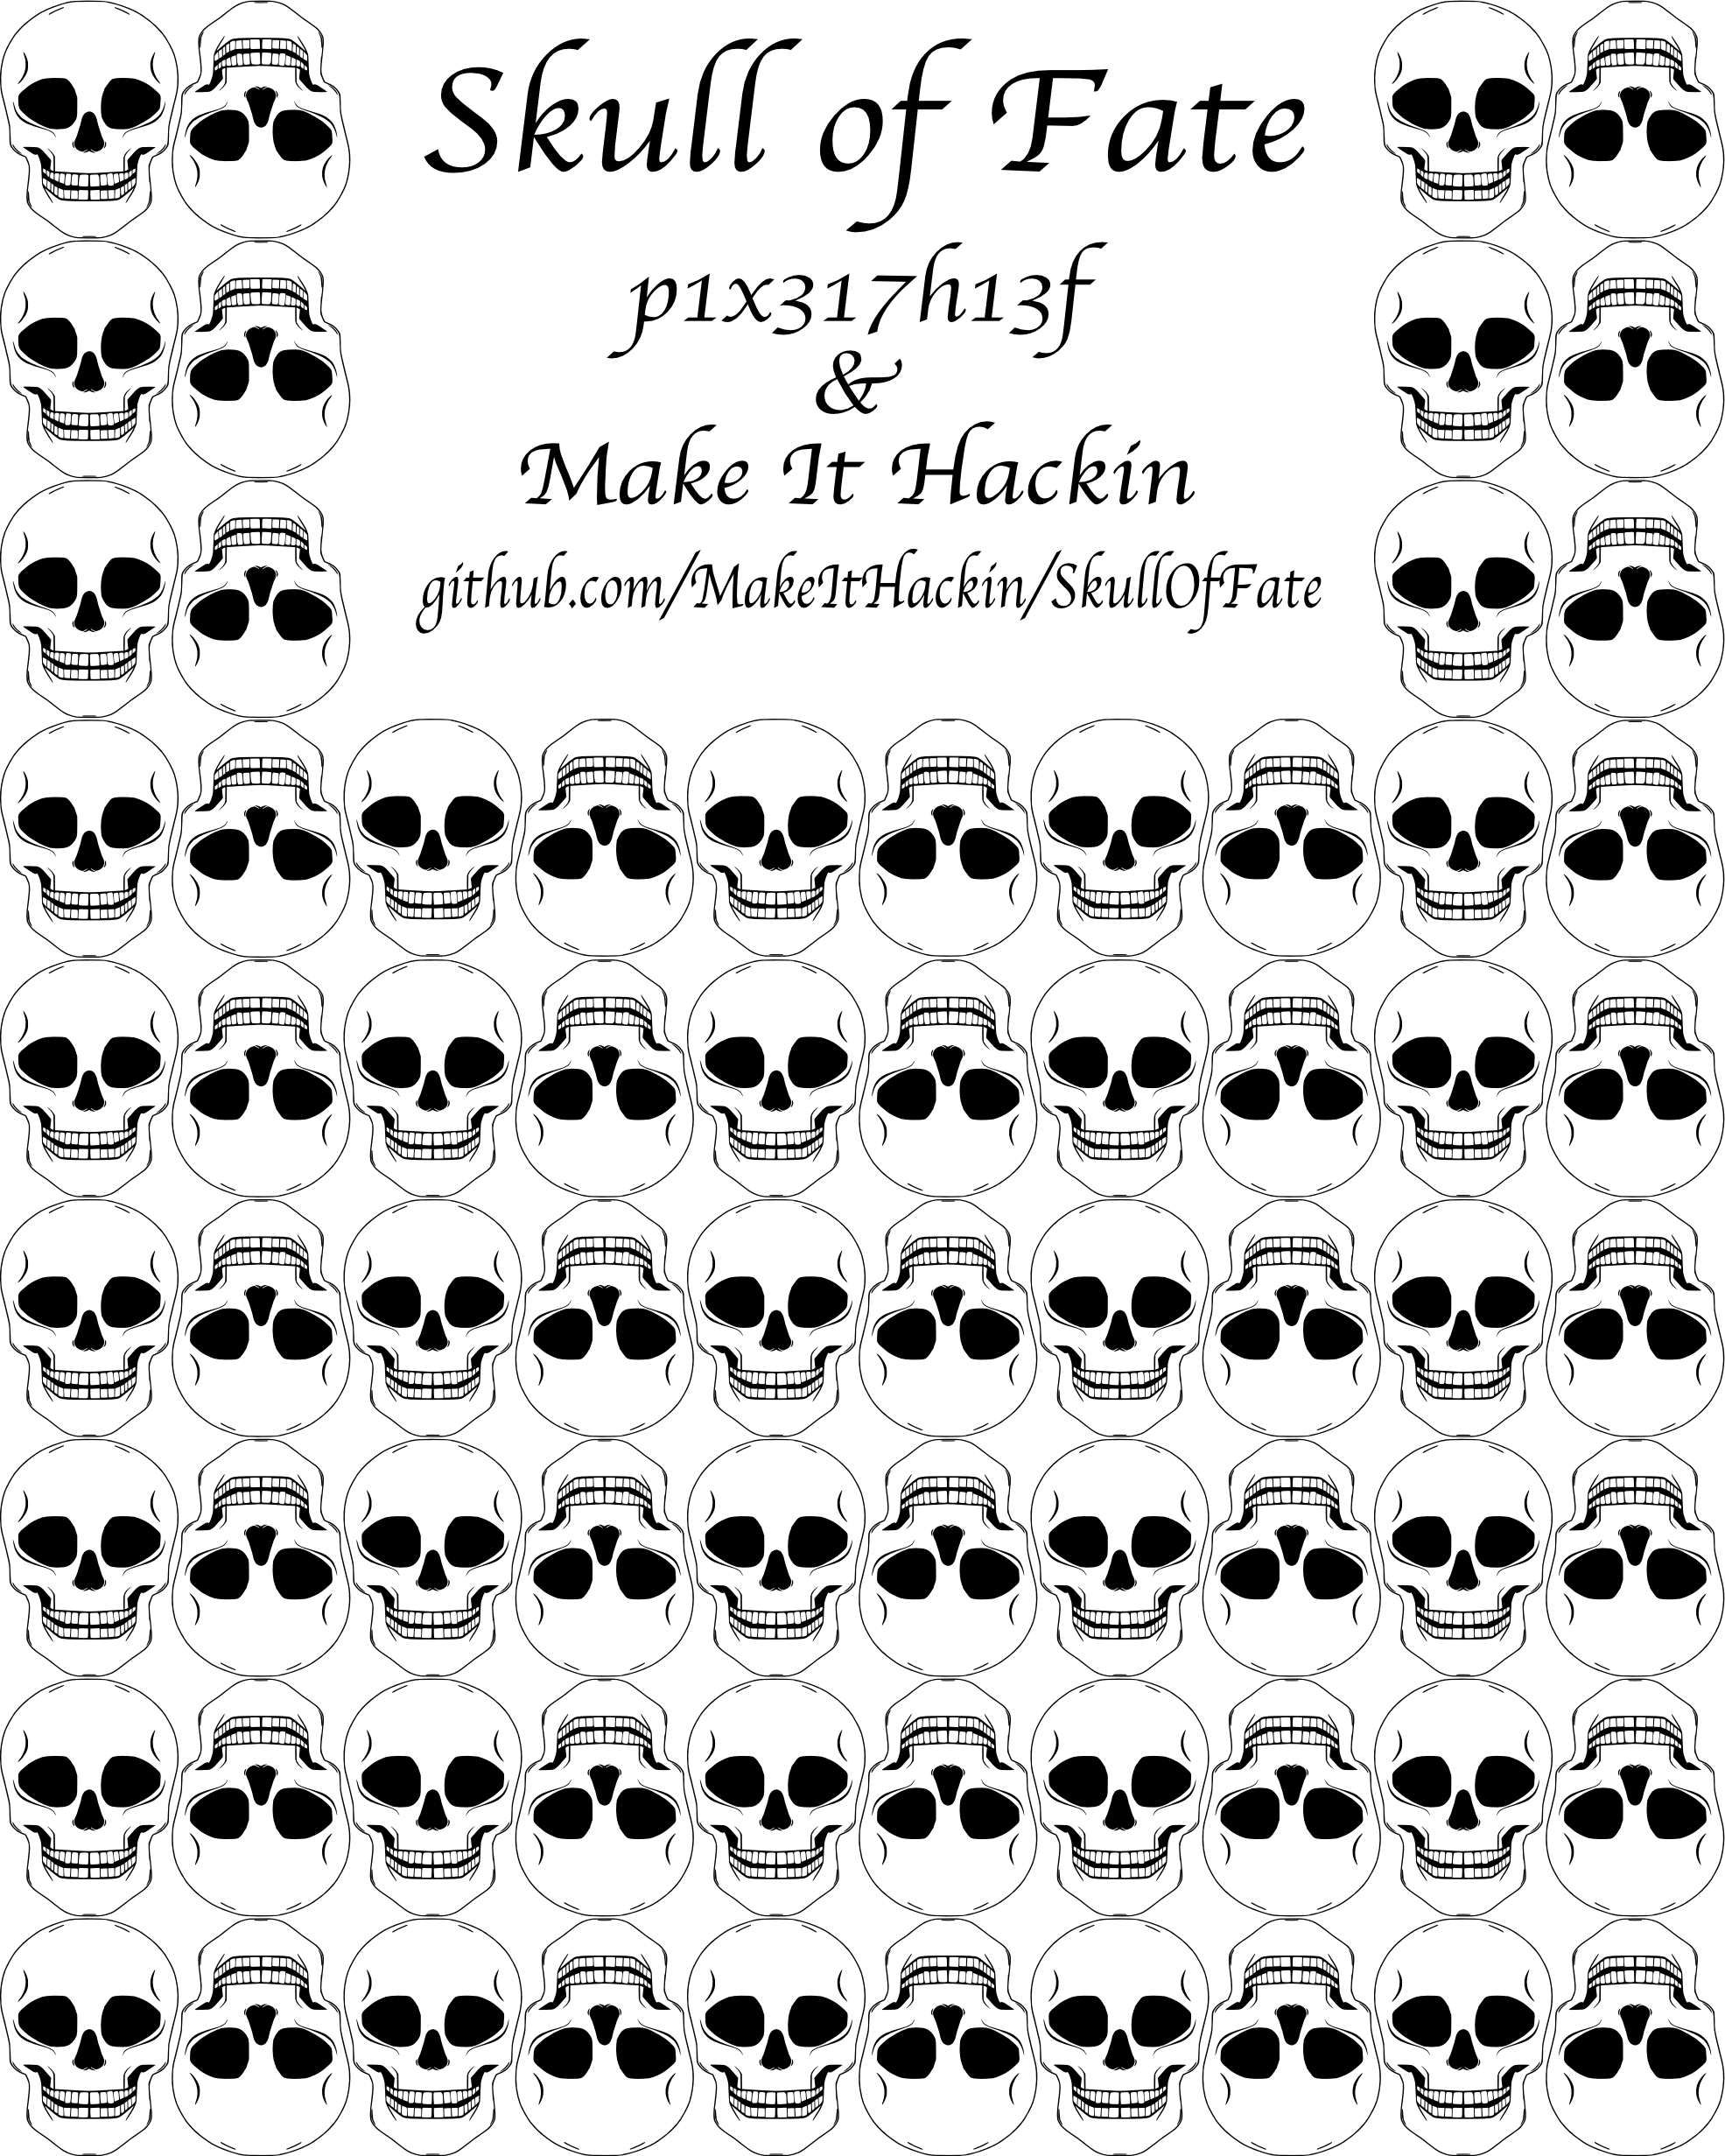 Skull of Fate
p1x317h13f
&
Make It Hackin
github.com/MakeItHackin/SkullOfFate